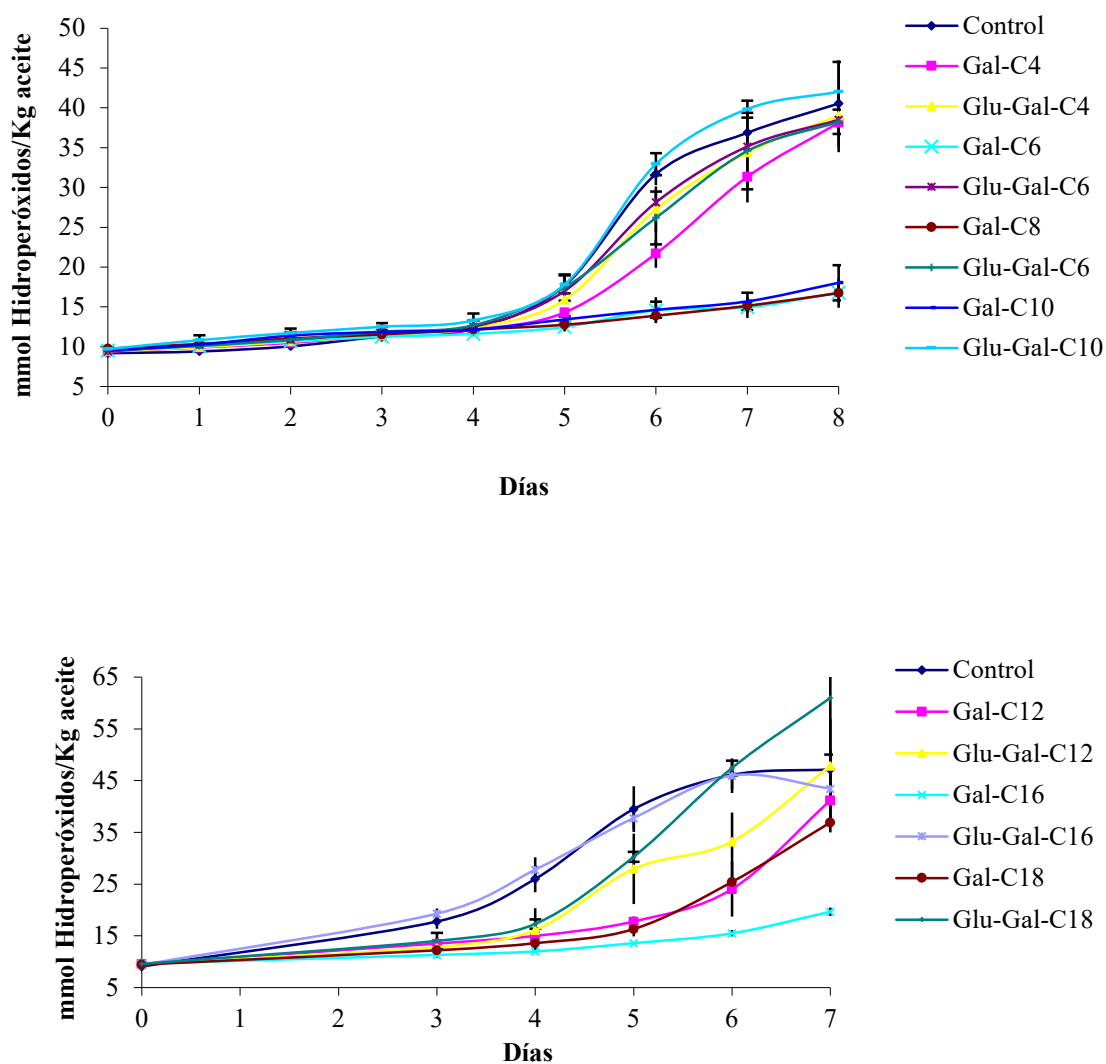 mmol Hidroperóxidos/Kg aceite
50
45
40
35
30
25
20
15
10
5
0 1 2 3 4 5 6 7 8
Días
Control
Gal-C4
Glu-Gal-C4
Gal-C6
Glu-Gal-C6
Gal-C8
Glu-Gal-C6
Gal-C10
Glu-Gal-C10
mmol Hidroperóxidos/Kg aceite
65
55
45
35
25
15
5
0 1 2 3 4 5 6 7
Días
Control
Gal-C12
Glu-Gal-C12
Gal-C16
Glu-Gal-C16
Gal-C18
Glu-Gal-C18